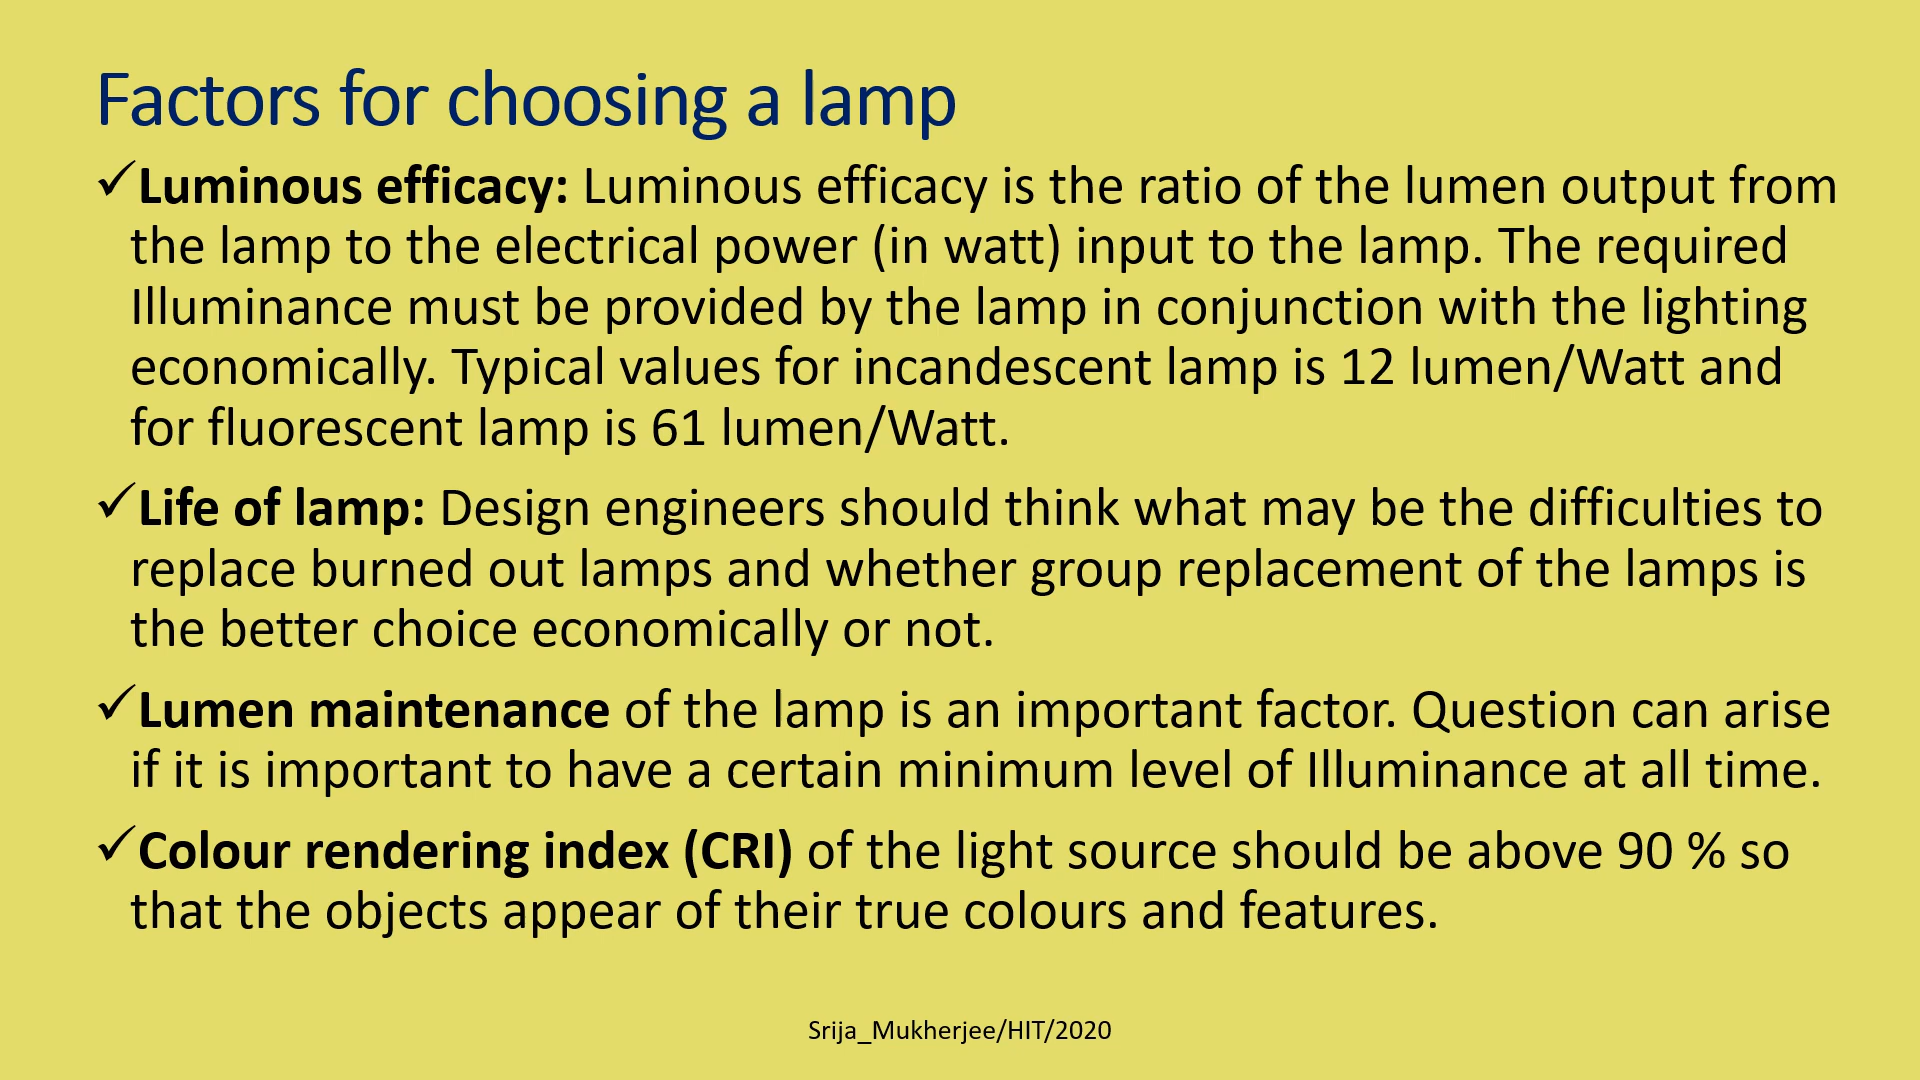 Factors for choosing a lamp
✓Luminous efficacy: Luminous efficacy is the ratio of the lumen output from
the lamp to the electrical power (in watt) input to the lamp. The required
Illuminance must be provided by the lamp in conjunction with the lighting
economically. Typical values for incandescent lamp is 12 lumen/Watt and
for fluorescent lamp is 61 lumen/Watt.
✓Life of lamp: Design engineers should think what may be the difficulties to
replace burned out lamps and whether group replacement of the lamps is
the better choice economically or not.
✓Lumen maintenance of the lamp is an important factor. Question can arise
if it is important to have a certain minimum level of Illuminance at all time.
✓Colour rendering index (CRI) of the light source should be above 90 % so
that the objects appear of their true colours and features.
Srija_Mukherjee/HIT/2020